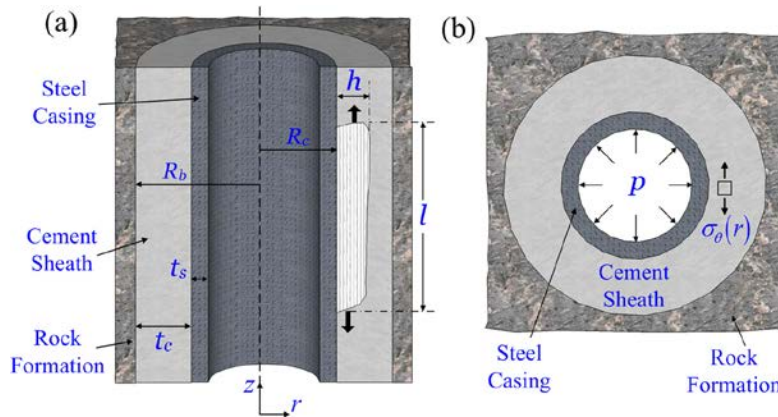 (a)
Steel
Casing
h
R_c
R_b
l
Cement
Sheath
t_s
Rock
Formation
t_c
z
r
(b)
p
σ_θ(r)
Cement
Sheath
Steel
Casing
Rock
Formation